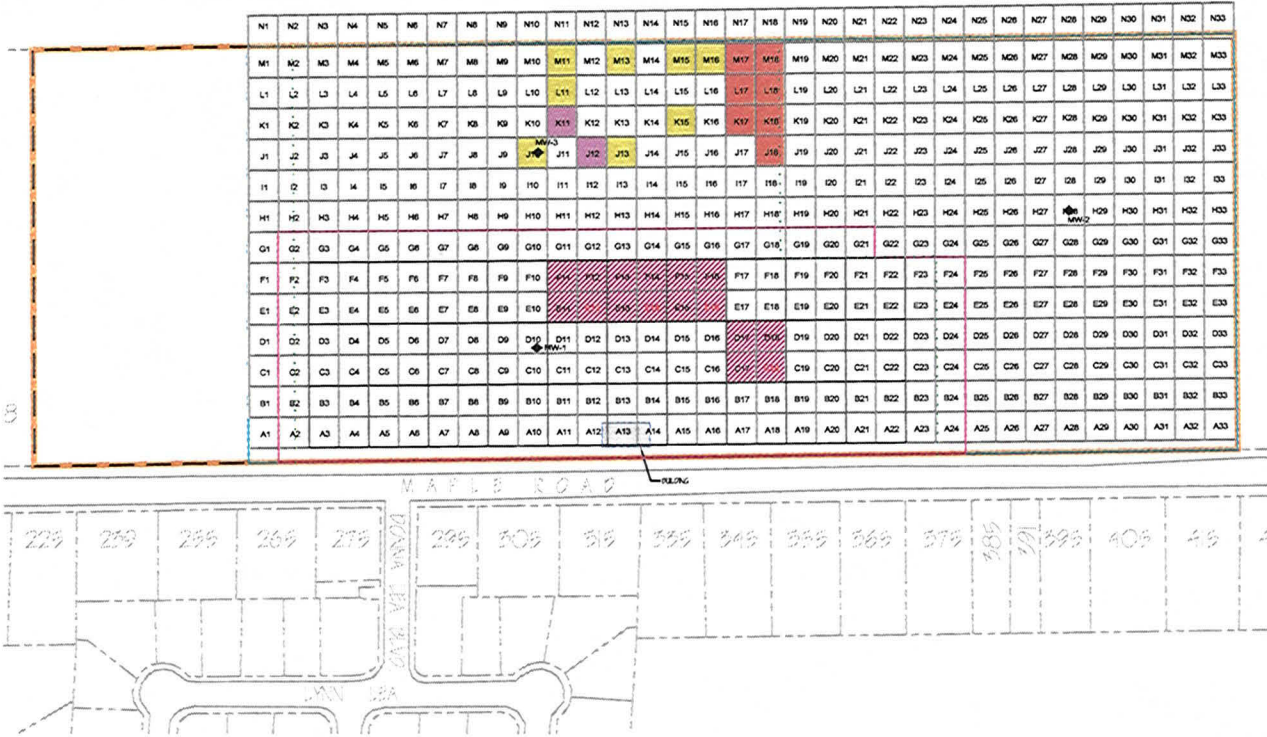 N1 N2 N3 N4 N5 N6 N7 N8 N9 N10 N11 N12 N13 N14 N15 N16 N17 N18 N19 N20 N21 N22 N23 N24 N25 N26 N27 N28 N29 N30 N31 N32 N33
M1 M2 M3 M4 M5 M6 M7 M8 M9 M10 M11 M12 M13 M14 M15 M16 M17 M18 M19 M20 M21 M22 M23 M24 M25 M26 M27 M28 M29 M30 M31 M32 M33
L1 L2 L3 L4 L5 L6 L7 L8 L9 L10 L11 L12 L13 L14 L15 L16 L17 L18 L19 L20 L21 L22 L23 L24 L25 L26 L27 L28 L29 L30 L31 L32 L33
K1 K2 K3 K4 K5 K6 K7 K8 K9 K10 K11 K12 K13 K14 K15 K16 K17 K18 K19 K20 K21 K22 K23 K24 K25 K26 K27 K28 K29 K30 K31 K32 K33
MW-3
J1 J2 J3 J4 J5 J6 J7 J8 J9 J11 J12 J13 J14 J15 J16 J17 J18 J19 J20 J21 J22 J23 J24 J25 J26 J27 J28 J29 J30 J31 J32 J33
I1 I2 I3 I4 I5 I6 I7 I8 I9 I10 I11 I12 I13 I14 I15 I16 I17 I18 I19 I20 I21 I22 I23 I24 I25 I26 I27 I28 I29 I30 I31 I32 I33
H1 H2 H3 H4 H5 H6 H7 H8 H9 H10 H11 H12 H13 H14 H15 H16 H17 H18 H19 H20 H21 H22 H23 H24 H25 H26 H27 H29 H30 H31 H32 H33
MW-2
G1 G2 G3 G4 G5 G6 G7 G8 G9 G10 G11 G12 G13 G14 G15 G16 G17 G18 G19 G20 G21 G22 G23 G24 G25 G26 G27 G28 G29 G30 G31 G32 G33
F1 F2 F3 F4 F5 F6 F7 F8 F9 F10 F17 F18 F19 F20 F21 F22 F23 F24 F25 F26 F27 F28 F29 F30 F31 F32 F33
E1 E2 E3 E4 E5 E6 E7 E8 E9 E10 E17 E18 E19 E20 E21 E22 E23 E24 E25 E26 E27 E28 E29 E30 E31 E32 E33
D1 D2 D3 D4 D5 D6 D7 D8 D9 D10 D11 D12 D13 D14 D15 D16 D19 D20 D21 D22 D23 D24 D25 D26 D27 D28 D29 D30 D31 D32 D33
MW-1
C1 C2 C3 C4 C5 C6 C7 C8 C9 C10 C11 C12 C13 C14 C15 C16 C19 C20 C21 C22 C23 C24 C25 C26 C27 C28 C29 C30 C31 C32 C33
B1 B2 B3 B4 B5 B6 B7 B8 B9 B10 B11 B12 B13 B14 B15 B16 B17 B18 B19 B20 B21 B22 B23 B24 B25 B26 B27 B28 B29 B30 B31 B32 B33
A1 A2 A3 A4 A5 A6 A7 A8 A9 A10 A11 A12 A13 A14 A15 A16 A17 A18 A19 A20 A21 A22 A23 A24 A25 A26 A27 A28 A29 A30 A31 A32 A33
BUILDING
MAPLE ROAD
255 265 275 295 305 315 335 345 355 365 375 385 391 395 405 415
DONNA LEA BLVD
LYNN LEA